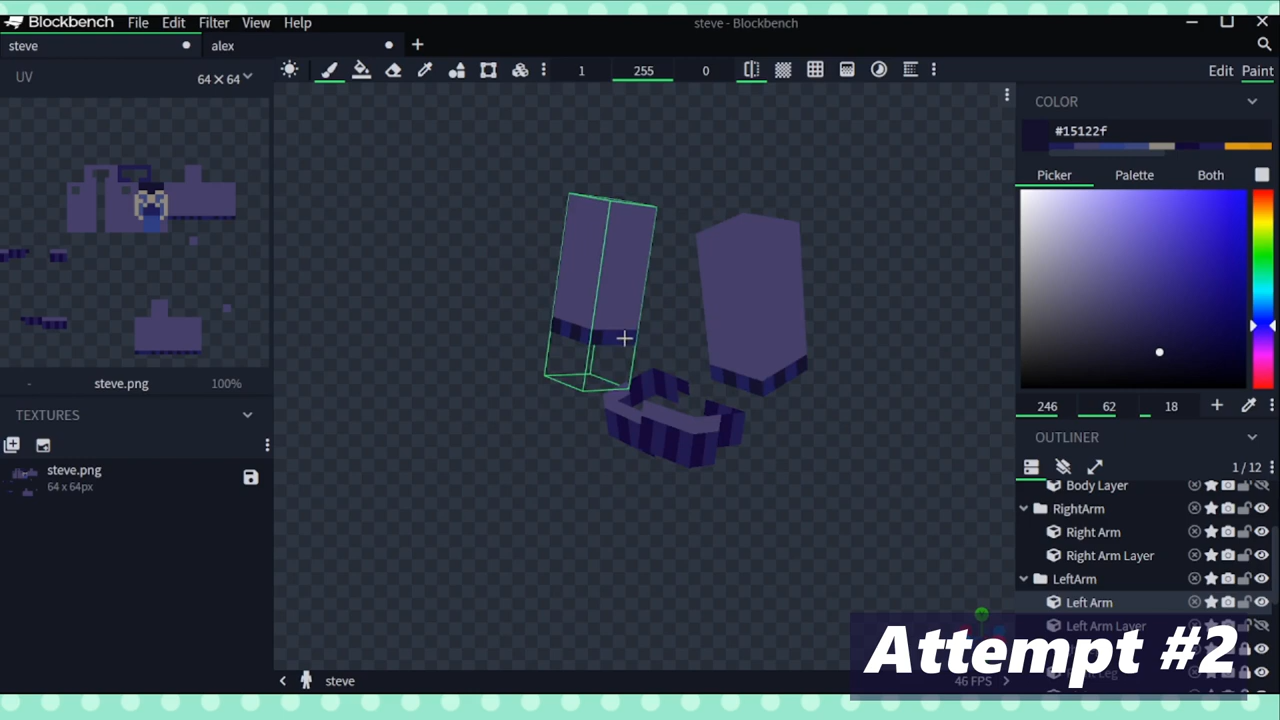 Blockbench File Edit Filter View Help
steve - Blockbench
steve
alex
UV
64 × 64
1
255
0
Edit
Paint
COLOR
#15122f
Picker
Palette
Both
-
steve.png
100%
246
62
18
TEXTURES
OUTLINER
1 / 12
steve.png
64 x 64px
Body Layer
RightArm
Right Arm
Right Arm Layer
LeftArm
Left Arm
Left Arm Layer
Attempt #2
steve
46 FPS